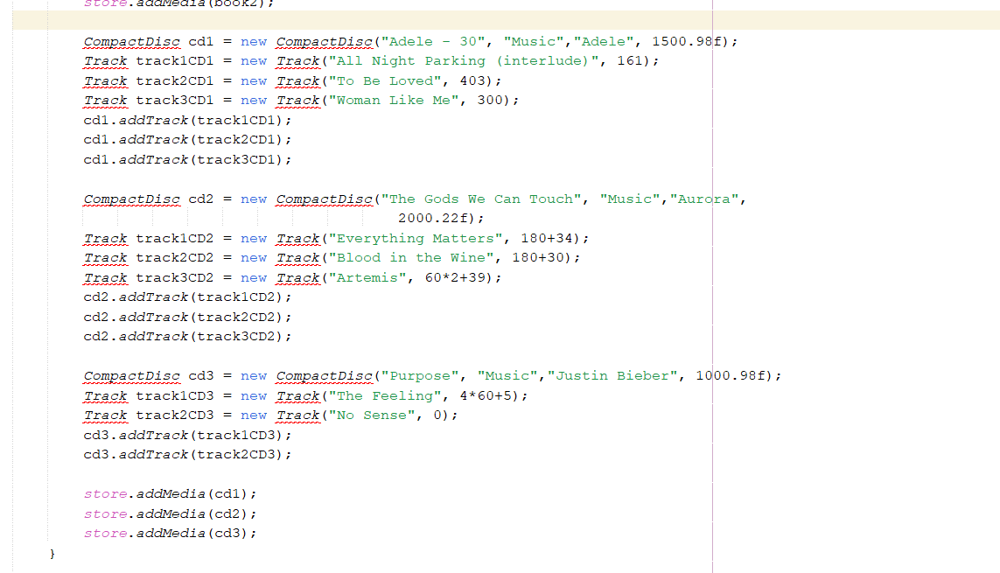 store.addMedia(book2);
CompactDisc cd1 = new CompactDisc("Adele - 30", "Music","Adele", 1500.98f);
Track track1CD1 = new Track("All Night Parking (interlude)", 161);
Track track2CD1 = new Track("To Be Loved", 403);
Track track3CD1 = new Track("Woman Like Me", 300);
cd1.addTrack(track1CD1);
cd1.addTrack(track2CD1);
cd1.addTrack(track3CD1);
CompactDisc cd2 = new CompactDisc("The Gods We Can Touch", "Music","Aurora",
2000.22f);
Track track1CD2 = new Track("Everything Matters", 180+34);
Track track2CD2 = new Track("Blood in the Wine", 180+30);
Track track3CD2 = new Track("Artemis", 60*2+39);
cd2.addTrack(track1CD2);
cd2.addTrack(track2CD2);
cd2.addTrack(track3CD2);
CompactDisc cd3 = new CompactDisc("Purpose", "Music","Justin Bieber", 1000.98f);
Track track1CD3 = new Track("The Feeling", 4*60+5);
Track track2CD3 = new Track("No Sense", 0);
cd3.addTrack(track1CD3);
cd3.addTrack(track2CD3);
store.addMedia(cd1);
store.addMedia(cd2);
store.addMedia(cd3);
}